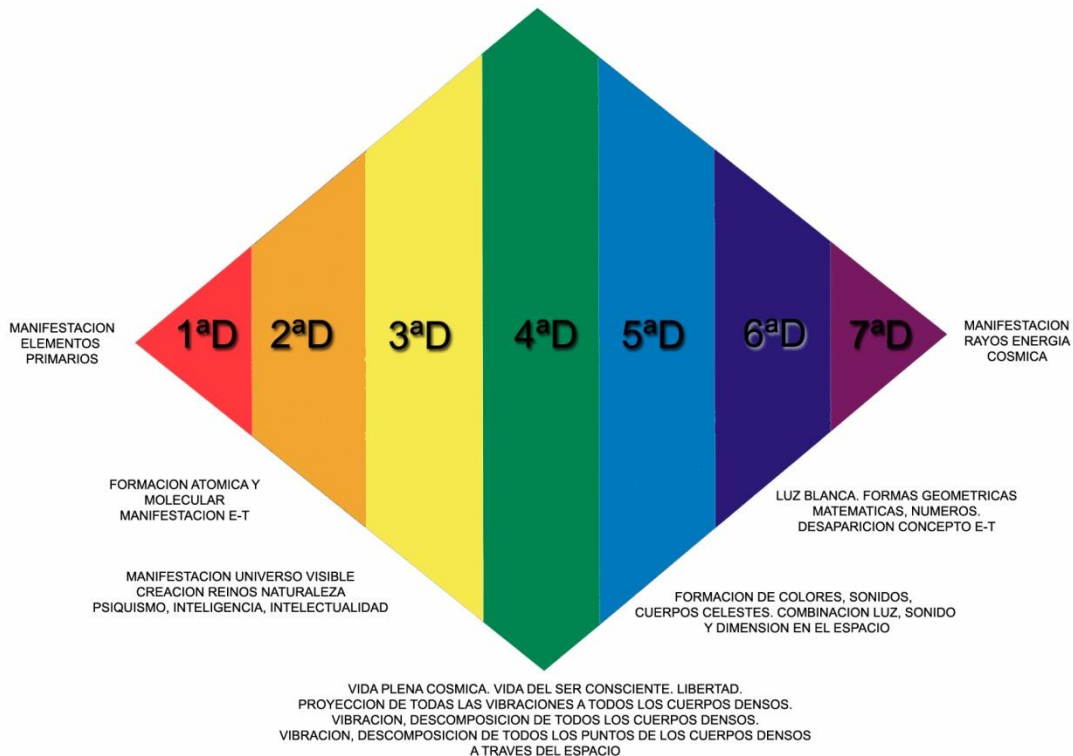 1ªD 2ªD 3ªD 4ªD 5ªD 6ªD 7ªD
MANIFESTACION
ELEMENTOS
PRIMARIOS
MANIFESTACION
RAYOS ENERGIA
COSMICA
FORMACION ATOMICA Y
MOLECULAR
MANIFESTACION E-T
LUZ BLANCA. FORMAS GEOMETRICAS
MATEMATICAS, NUMEROS.
DESAPARICION CONCEPTO E-T
MANIFESTACION UNIVERSO VISIBLE
CREACION REINOS NATURALEZA
PSIQUISMO, INTELIGENCIA, INTELECTUALIDAD
FORMACION DE COLORES, SONIDOS,
CUERPOS CELESTES. COMBINACION LUZ, SONIDO
Y DIMENSION EN EL ESPACIO
VIDA PLENA COSMICA. VIDA DEL SER CONSCIENTE. LIBERTAD.
PROYECCION DE TODAS LAS VIBRACIONES A TODOS LOS CUERPOS DENSOS.
VIBRACION, DESCOMPOSICION DE TODOS LOS CUERPOS DENSOS.
VIBRACION, DESCOMPOSICION DE TODOS LOS PUNTOS DE LOS CUERPOS DENSOS
A TRAVES DEL ESPACIO